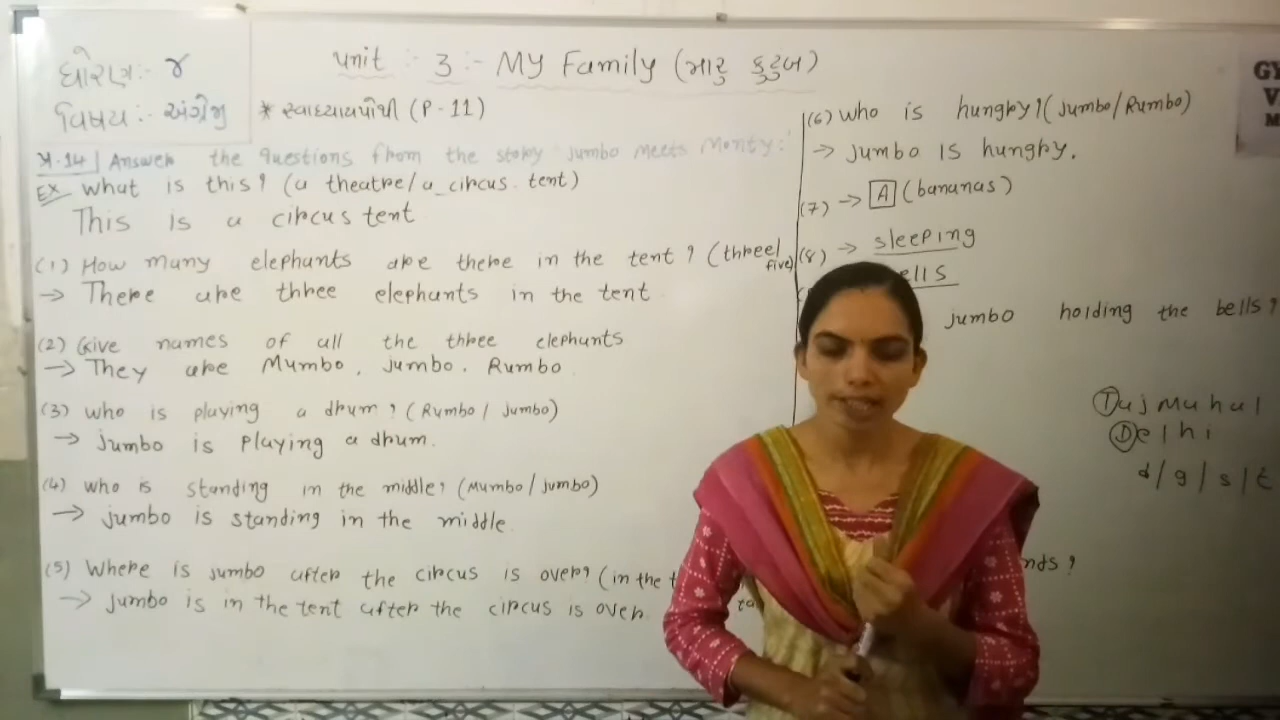 ધોરણ :- ૪
વિષય :- અંગ્રેજી
Unit :- 3 :- My Family (મારુ કુટુંબ)
* સ્વાધ્યાયપોથી (P-11)
પ્ર.14 Answer the questions from the story Jumbo meets Monty:
EX What is this? (a theatre/a circus tent)
This is a circus tent
(1) How many elephants are there in the tent? (three/
five)
→ There are three elephants in the tent.
(2) Give names of all the three elephants
→ They are Mumbo, Jumbo. Rumbo
(3) Who is playing a drum? (Rumbo/Jumbo)
→ Jumbo is playing a drum.
(4) who is standing in the middle? (Mumbo/Jumbo)
→ Jumbo is standing in the middle.
(5) Where is Jumbo after the circus is over? (in the
→ Jumbo is in the tent after the circus is over.
(6) Who is hungry? (Jumbo/Rumbo)
→ Jumbo is hungry.
(7) → A (bananas)
(8) → sleeping
ells
Jumbo holding the bells?
Taj Mahal
Delhi
d/g/s/t
nds?
GY
V
M